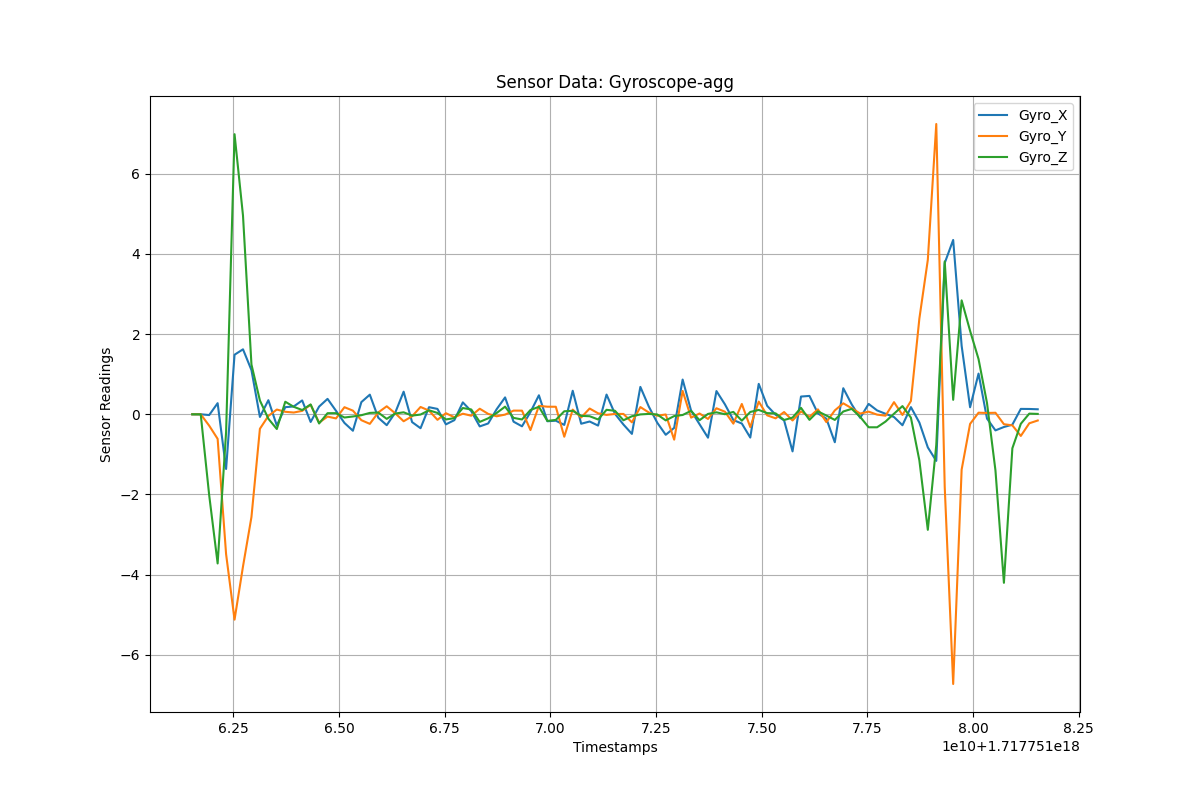 Sensor Data: Gyroscope-agg
Gyro_X
Gyro_Y
Gyro_Z
Sensor Readings
6
4
2
0
−2
−4
−6
6.25 6.50 6.75 7.00 7.25 7.50 7.75 8.00 8.25
Timestamps
1e10+1.717751e18